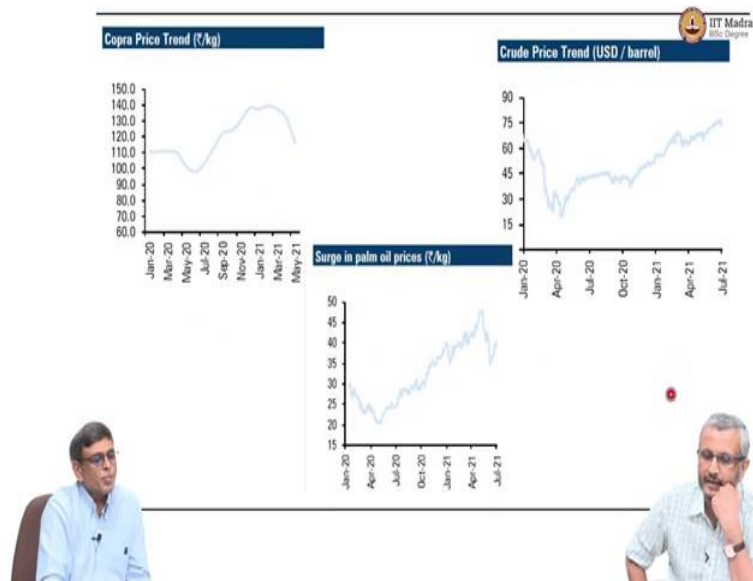 IIT Madra
BSc Degree
Copra Price Trend (₹/kg)
150.0
140.0
130.0
120.0
110.0
100.0
90.0
80.0
70.0
60.0
Jan-20
Mar-20
May-20
Jul-20
Sep-20
Nov-20
Jan-21
Mar-21
May-21
Crude Price Trend (USD / barrel)
90
75
60
45
30
15
Jan-20
Apr-20
Jul-20
Oct-20
Jan-21
Apr-21
Jul-21
Surge in palm oil prices (₹/kg)
50
45
40
35
30
25
20
15
Jan-20
Apr-20
Jul-20
Oct-20
Jan-21
Apr-21
Jul-21